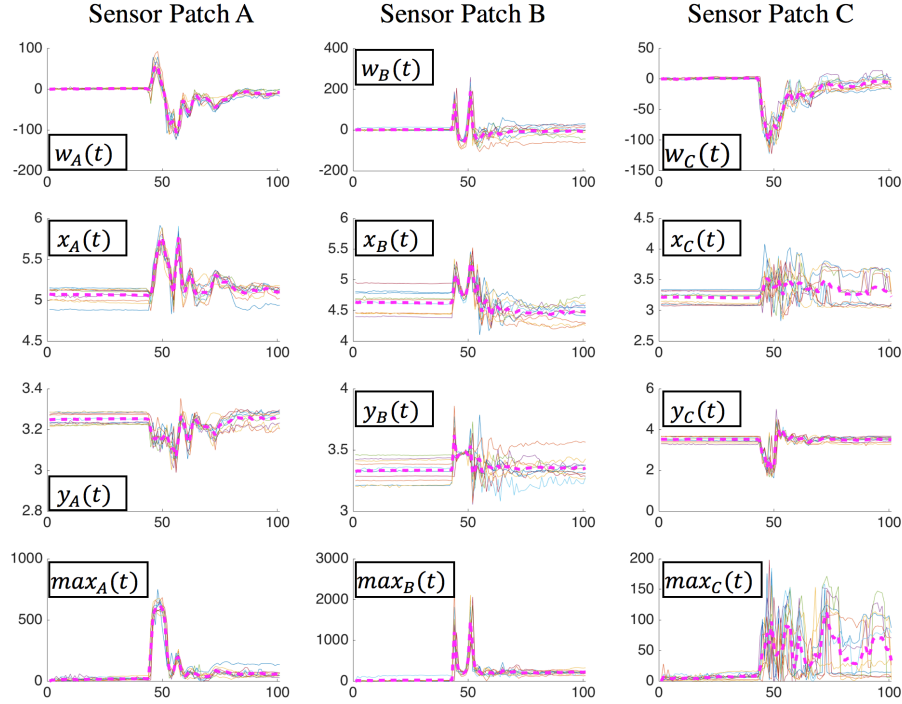 Sensor Patch A Sensor Patch B Sensor Patch C
100
0
-100
-200
0 50 100
w_A(t)
400
200
0
-200
0 50 100
w_B(t)
50
0
-50
-100
-150
0 50 100
w_C(t)
6
5.5
5
4.5
0 50 100
x_A(t)
6
5.5
5
4.5
4
0 50 100
x_B(t)
4.5
4
3.5
3
2.5
0 50 100
x_C(t)
3.4
3.2
3
2.8
0 50 100
y_A(t)
4
3.5
3
0 50 100
y_B(t)
6
4
2
0
0 50 100
y_C(t)
1000
500
0
0 50 100
max_A(t)
3000
2000
1000
0
0 50 100
max_B(t)
200
150
100
50
0
0 50 100
max_C(t)